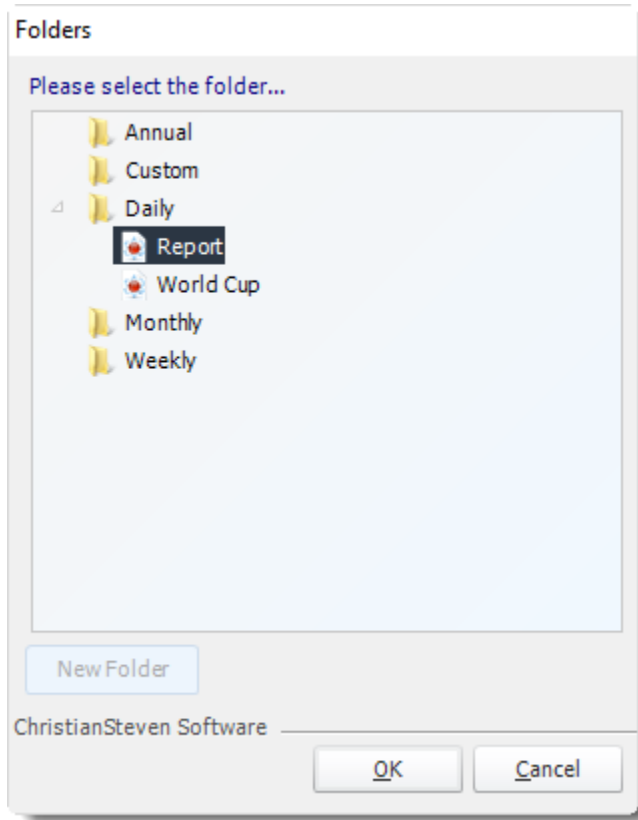 Folders
Please select the folder...
Annual
Custom
Daily
Report
World Cup
Monthly
Weekly
New Folder
ChristianSteven Software
OK
Cancel